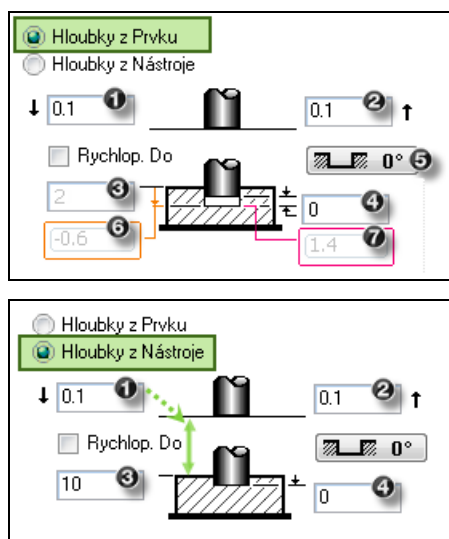 Hloubky z Prvku
Hloubky z Nástroje
0.1 1 0.1 2
Rychlop. Do 0° 5
2 3 0 4
-0.6 6 1.4 7
Hloubky z Prvku
Hloubky z Nástroje
0.1 1 0.1 2
Rychlop. Do 0°
10 3 0 4